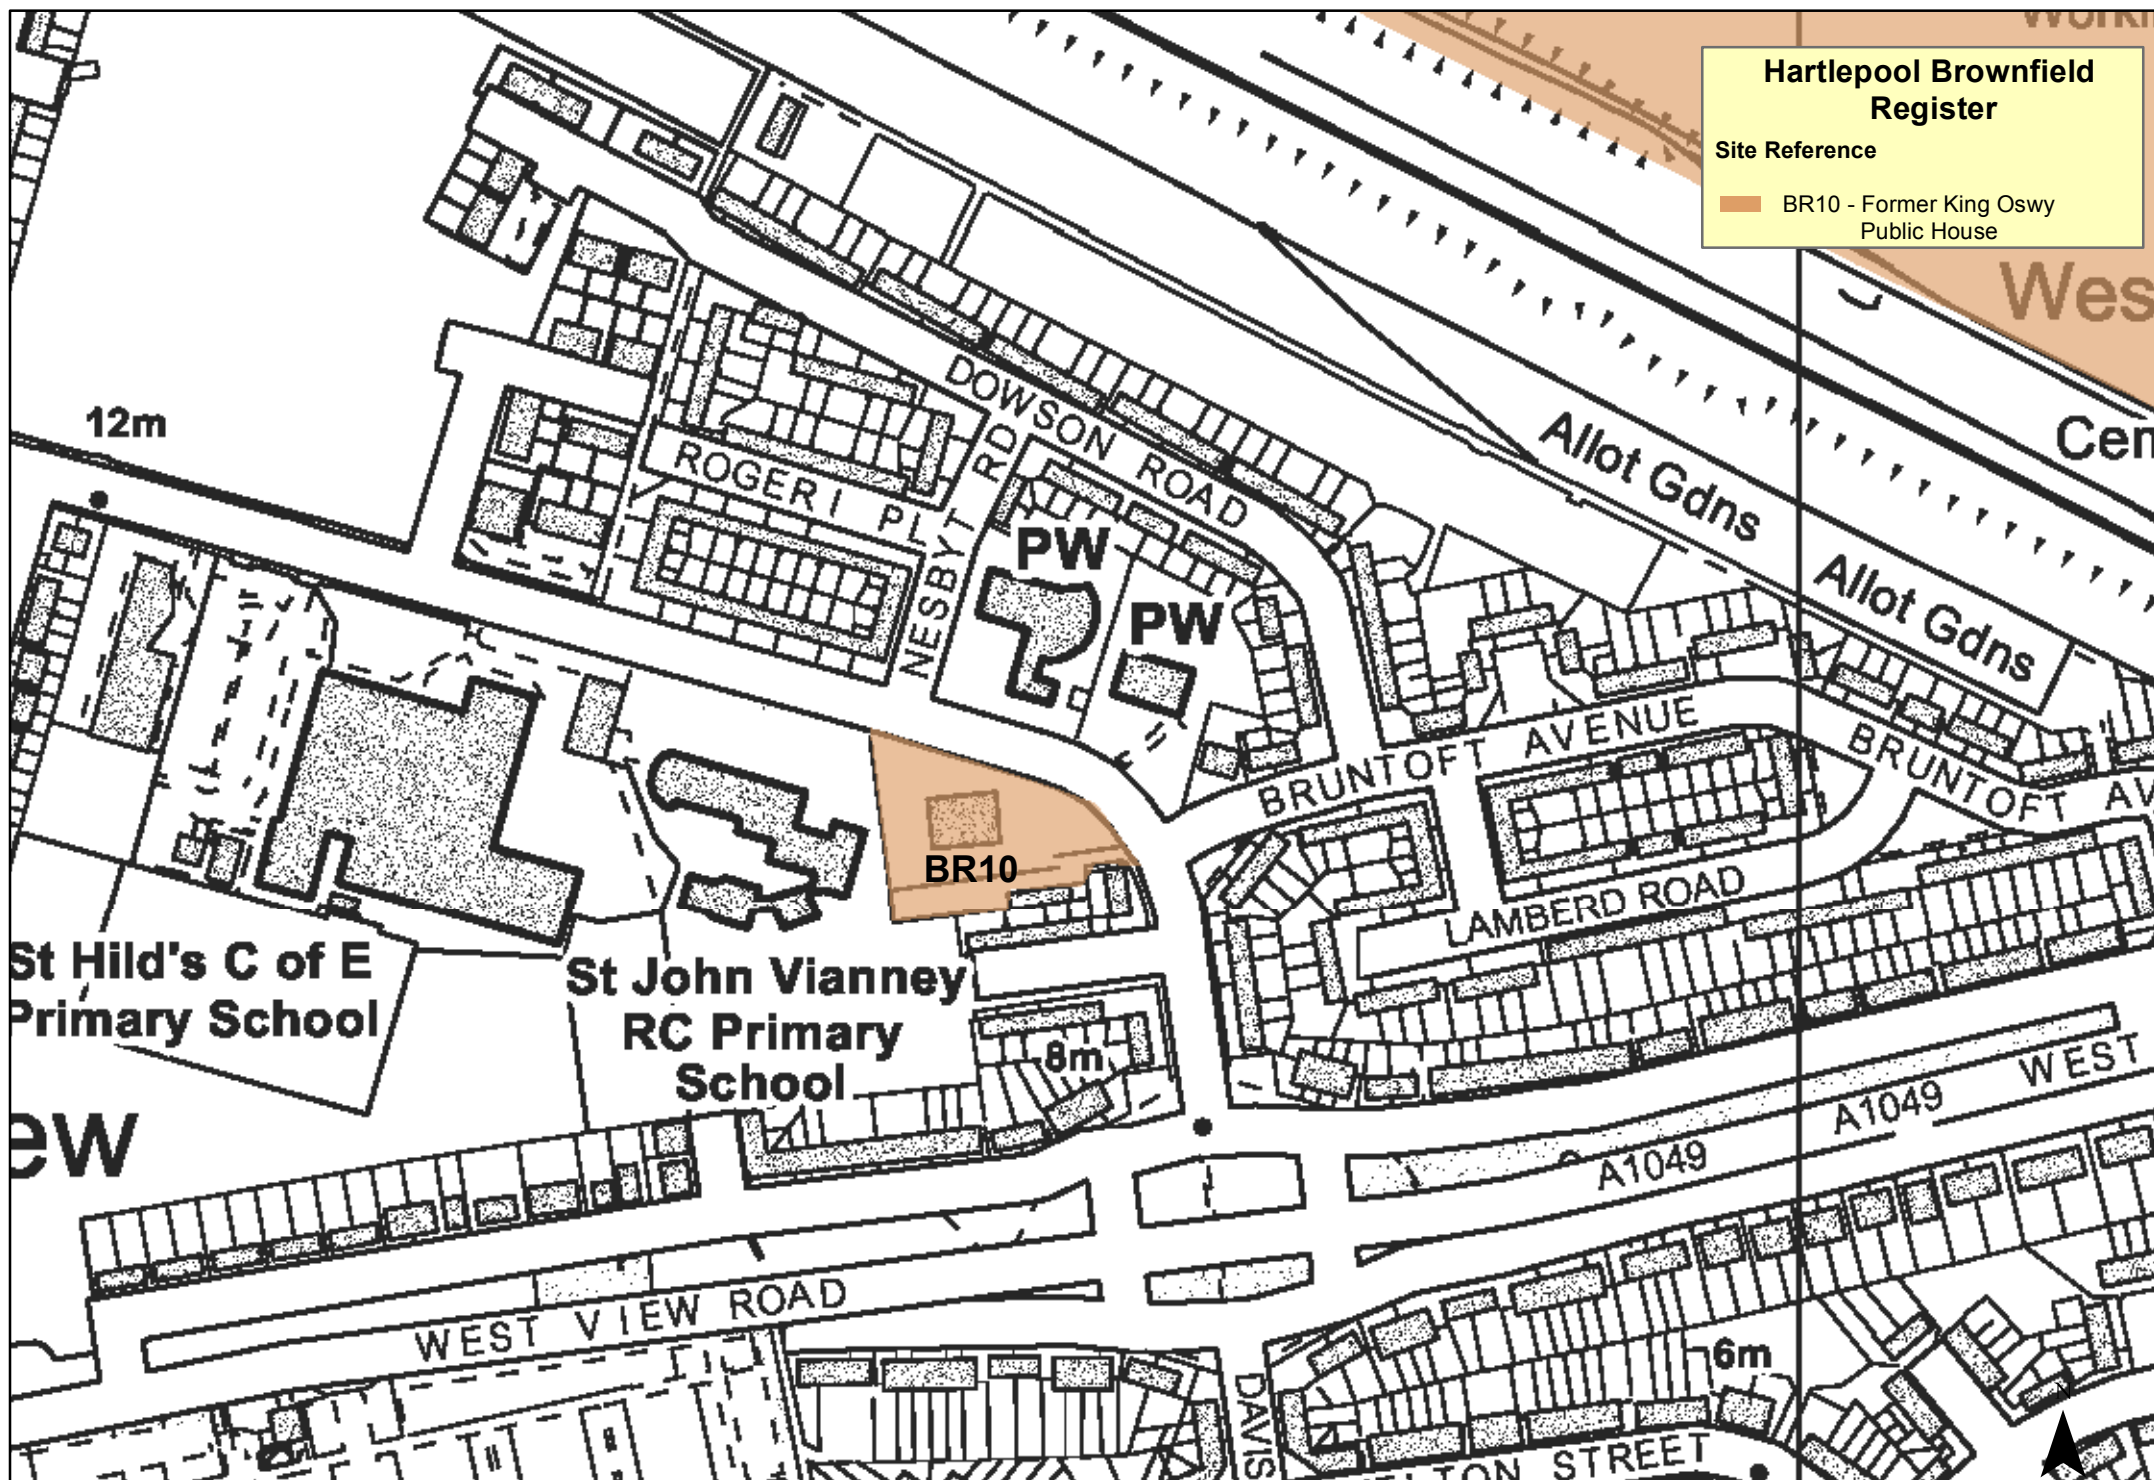 Hartlepool Brownfield
Register
Site Reference
BR10 - Former King Oswy
Public House
Wes
Cen
12m
DOWSON ROAD
Allot Gdns
ROGERI PL
NESBYT RD
PW
PW
Allot Gdns
BRUNTOFT AVENUE
BRUNTOFT AV
BR10
LAMBERD ROAD
St Hild's C of E
Primary School
St John Vianney
RC Primary
School
8m
ew
A1049
WEST
A1049
WEST VIEW ROAD
6m
DAVIS
STREET
N